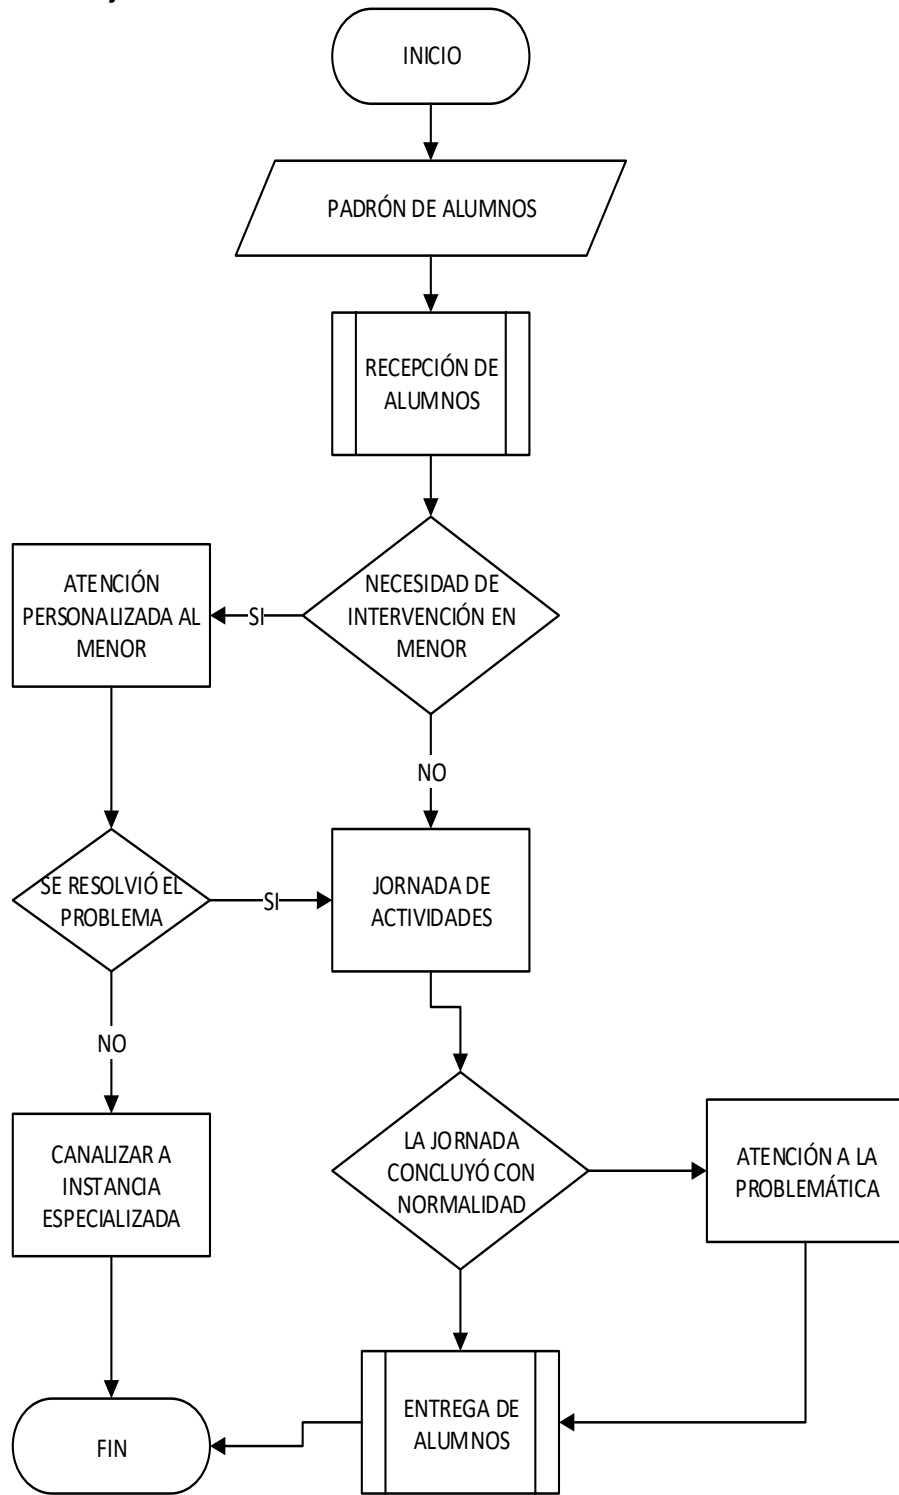 INICIO
PADRÓN DE ALUMNOS
RECEPCIÓN DE
ALUMNOS
NECESIDAD DE
INTERVENCIÓN EN
MENOR
SI
ATENCIÓN
PERSONALIZADA AL
MENOR
NO
SE RESOLVIÓ EL
PROBLEMA
SI
JORNADA DE
ACTIVIDADES
NO
CANALIZAR A
INSTANCIA
ESPECIALIZADA
LA JORNADA
CONCLUYÓ CON
NORMALIDAD
ATENCIÓN A LA
PROBLEMÁTICA
ENTREGA DE
ALUMNOS
FIN